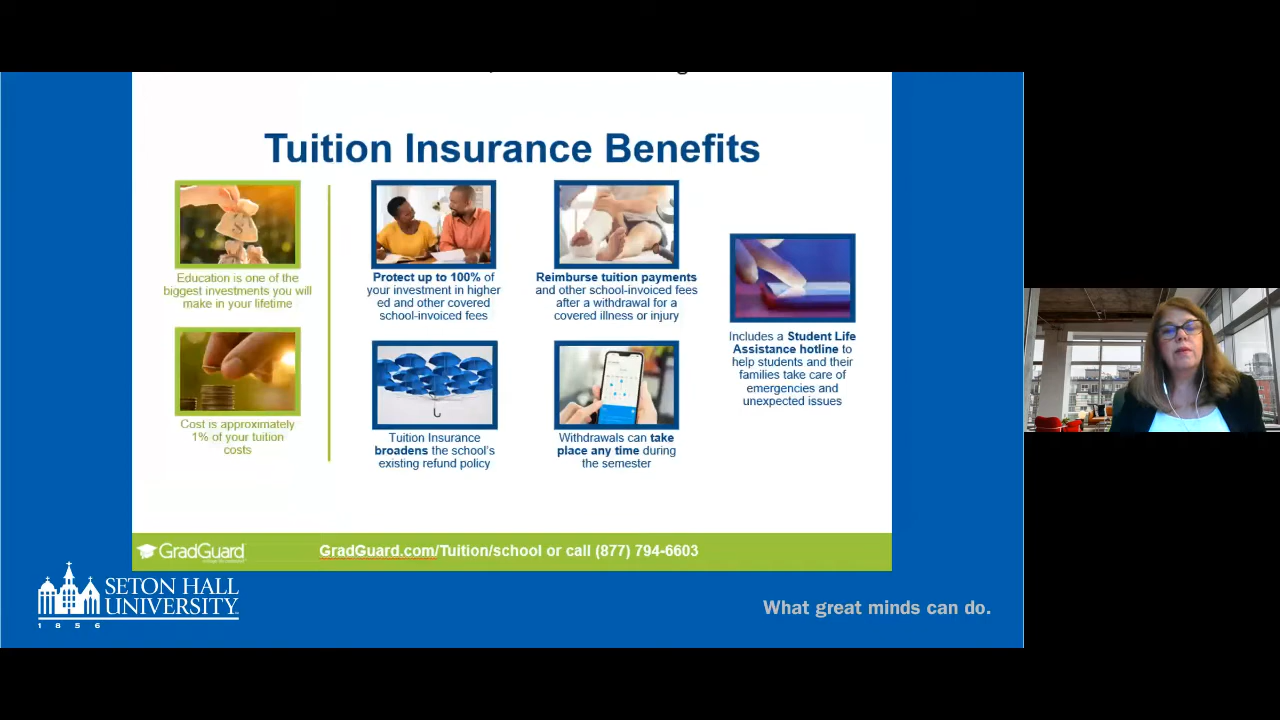 Tuition Insurance Benefits
Education is one of the
biggest investments you will
make in your lifetime
Cost is approximately
1% of your tuition
costs
Protect up to 100% of
your investment in higher
ed and other covered
school-invoiced fees
Tuition Insurance
broadens the school's
existing refund policy
Reimburse tuition payments
and other school-invoiced fees
after a withdrawal for a
covered illness or injury
Withdrawals can take
place any time during
the semester
Includes a Student Life
Assistance hotline to
help students and their
families take care of
emergencies and
unexpected issues
GradGuard
GradGuard.com/Tuition/school or call (877) 794-6603
SETON HALL
UNIVERSITY
1856
What great minds can do.